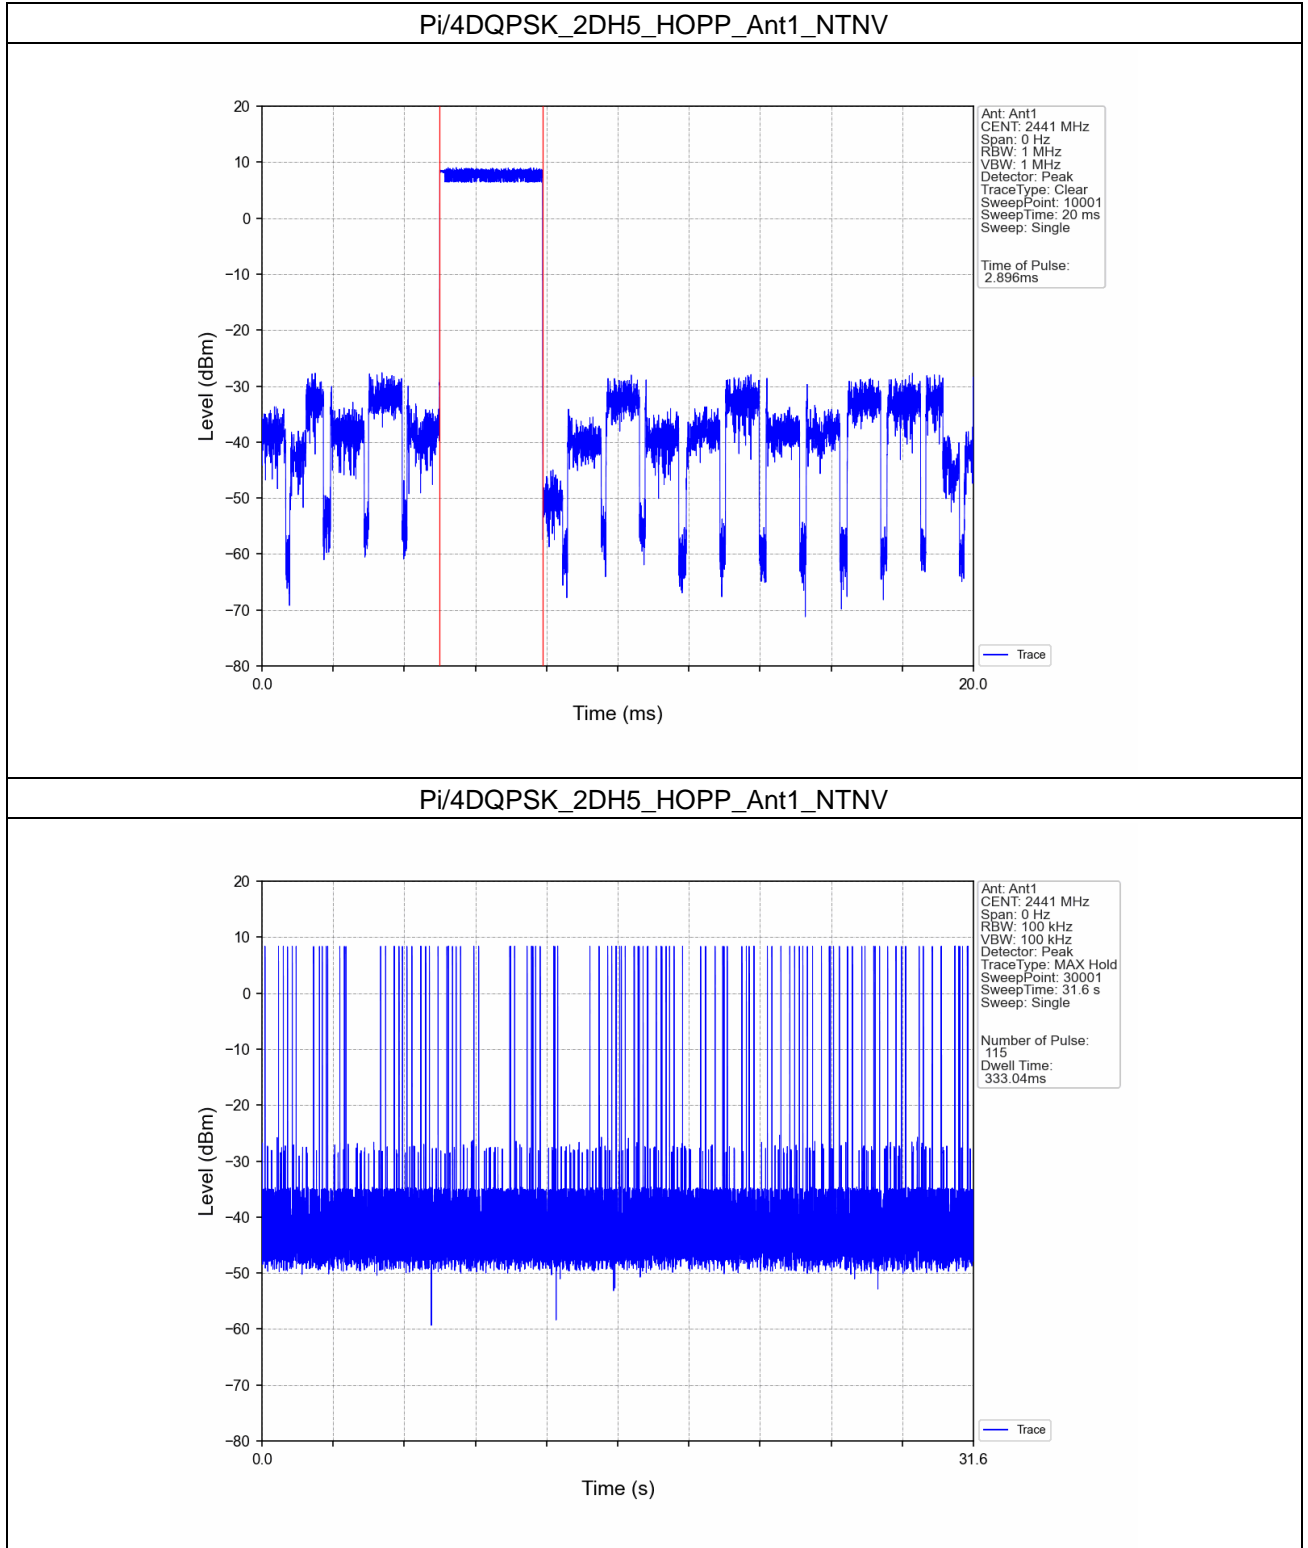 Pi/4DQPSK_2DH5_HOPP_Ant1_NTNV
20
10
0
−10
−20
−30
−40
−50
−60
−70
−80
Level (dBm)
0.0
20.0
Time (ms)
Ant: Ant1
CENT: 2441 MHz
Span: 0 Hz
RBW: 1 MHz
VBW: 1 MHz
Detector: Peak
TraceType: Clear
SweepPoint: 10001
SweepTime: 20 ms
Sweep: Single
Time of Pulse:
2.896ms
Trace
Pi/4DQPSK_2DH5_HOPP_Ant1_NTNV
20
10
0
−10
−20
−30
−40
−50
−60
−70
−80
Level (dBm)
0.0
31.6
Time (s)
Ant: Ant1
CENT: 2441 MHz
Span: 0 Hz
RBW: 100 kHz
VBW: 100 kHz
Detector: Peak
TraceType: MAX Hold
SweepPoint: 30001
SweepTime: 31.6 s
Sweep: Single
Number of Pulse:
115
Dwell Time:
333.04ms
Trace